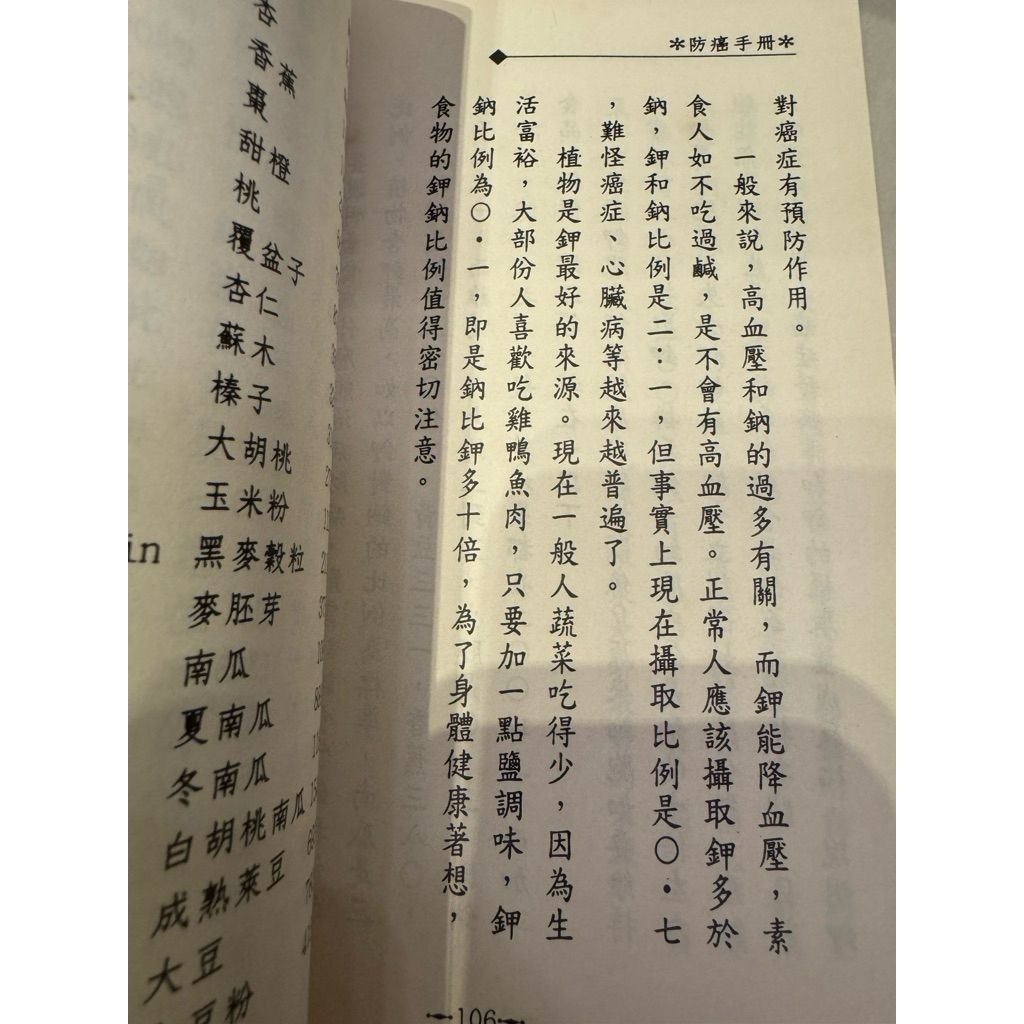 ＊防癌手冊＊
對癌症有預防作用。
一般來說，高血壓和鈉的過多有關，而鉀能降血壓，素
食人如不吃過鹹，是不會有高血壓。正常人應該攝取鉀多於
鈉，鉀和鈉比例是二：一，但事實上現在攝取比例是〇·七
，難怪癌症、心臟病等越來越普遍了。
植物是鉀最好的來源。現在一般人蔬菜吃得少，因為生
活富裕，大部份人喜歡吃雞鴨魚肉，只要加一點鹽調味，鉀
鈉比例為〇·一，即是鈉比鉀多十倍，為了身體健康著想，
食物的鉀鈉比例值得密切注意。
106
杏
香蕉
棗
甜橙
桃
覆盆子
杏仁
蘇木
榛子
大胡桃
玉米粉
in 黑麥穀粒
麥胚芽
南瓜
夏南瓜
冬南瓜
白胡桃南瓜
成熟萊豆
大豆
豆粉